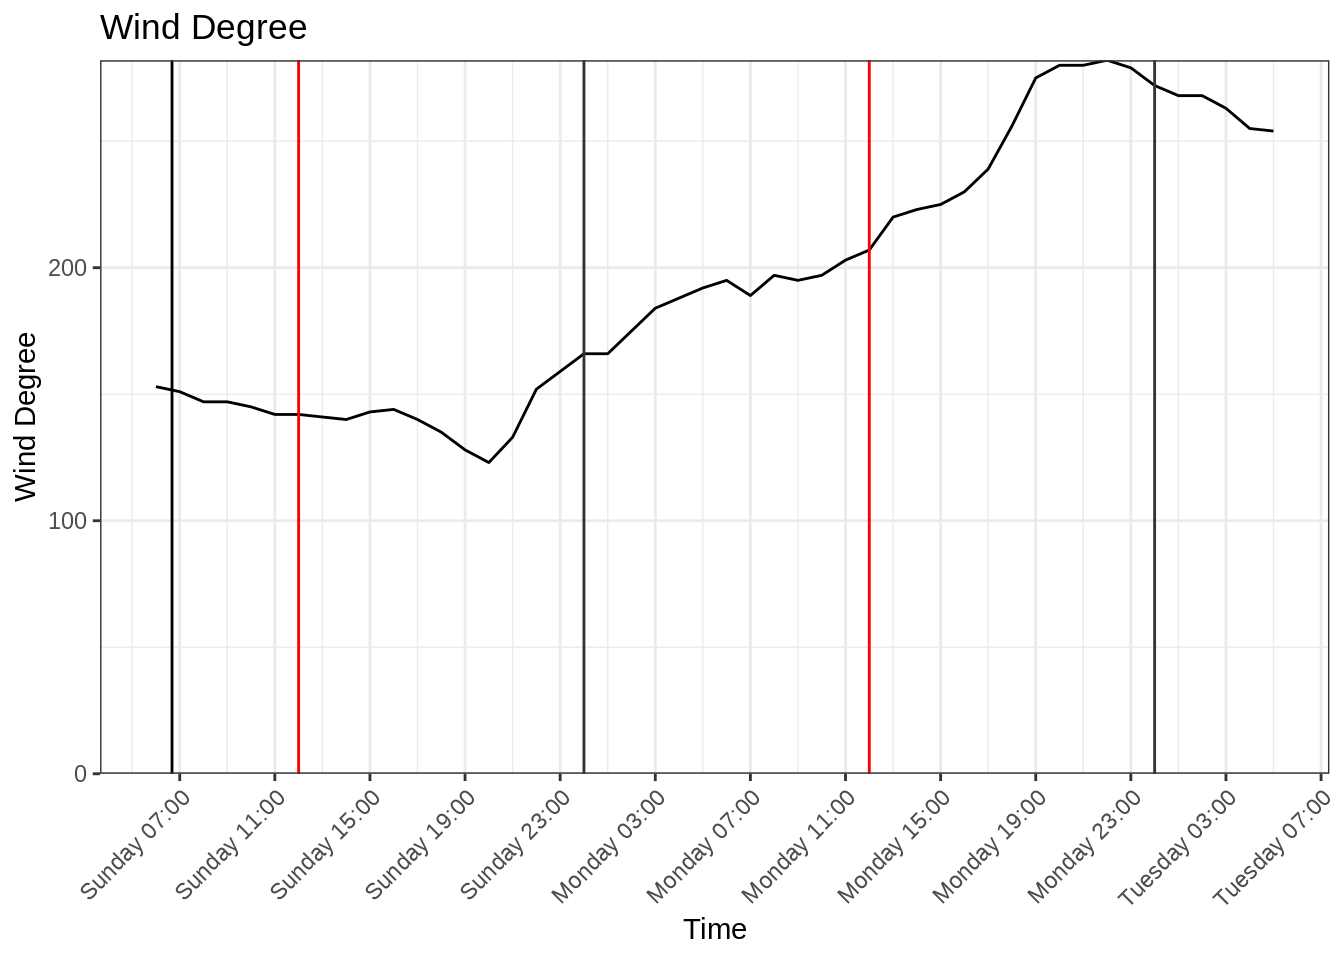 Wind Degree
Wind Degree
200
100
0
Sunday 07:00
Sunday 11:00
Sunday 15:00
Sunday 19:00
Sunday 23:00
Monday 03:00
Monday 07:00
Monday 11:00
Monday 15:00
Monday 19:00
Monday 23:00
Tuesday 03:00
Tuesday 07:00
Time